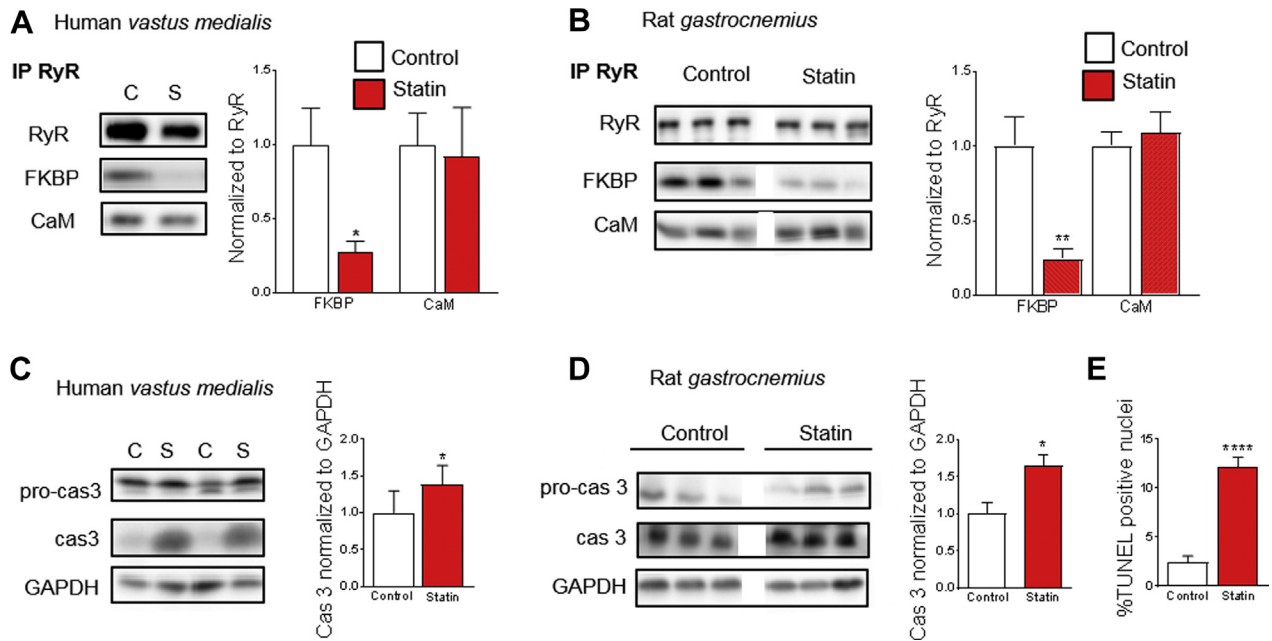 A Human vastus medialis
IP RyR
C S
RyR
FKBP
CaM
Control
Statin
Normalized to RyR
1.5
1.0
0.5
0.0
*
FKBP CaM
B Rat gastrocnemius
IP RyR Control Statin
RyR
FKBP
CaM
Control
Statin
Normalized to RyR
1.5
1.0
0.5
0.0
**
FKBP CaM
C Human vastus medialis
C S C S
pro-cas3
cas3
GAPDH
Cas 3 normalized to GAPDH
2.0
1.5
1.0
0.5
0.0
*
Control Statin
D Rat gastrocnemius
Control Statin
pro-cas 3
cas 3
GAPDH
Cas 3 normalized to GAPDH
2.0
1.5
1.0
0.5
0.0
*
Control Statin
E
%TUNEL positive nuclei
15
10
5
0
****
Control Statin